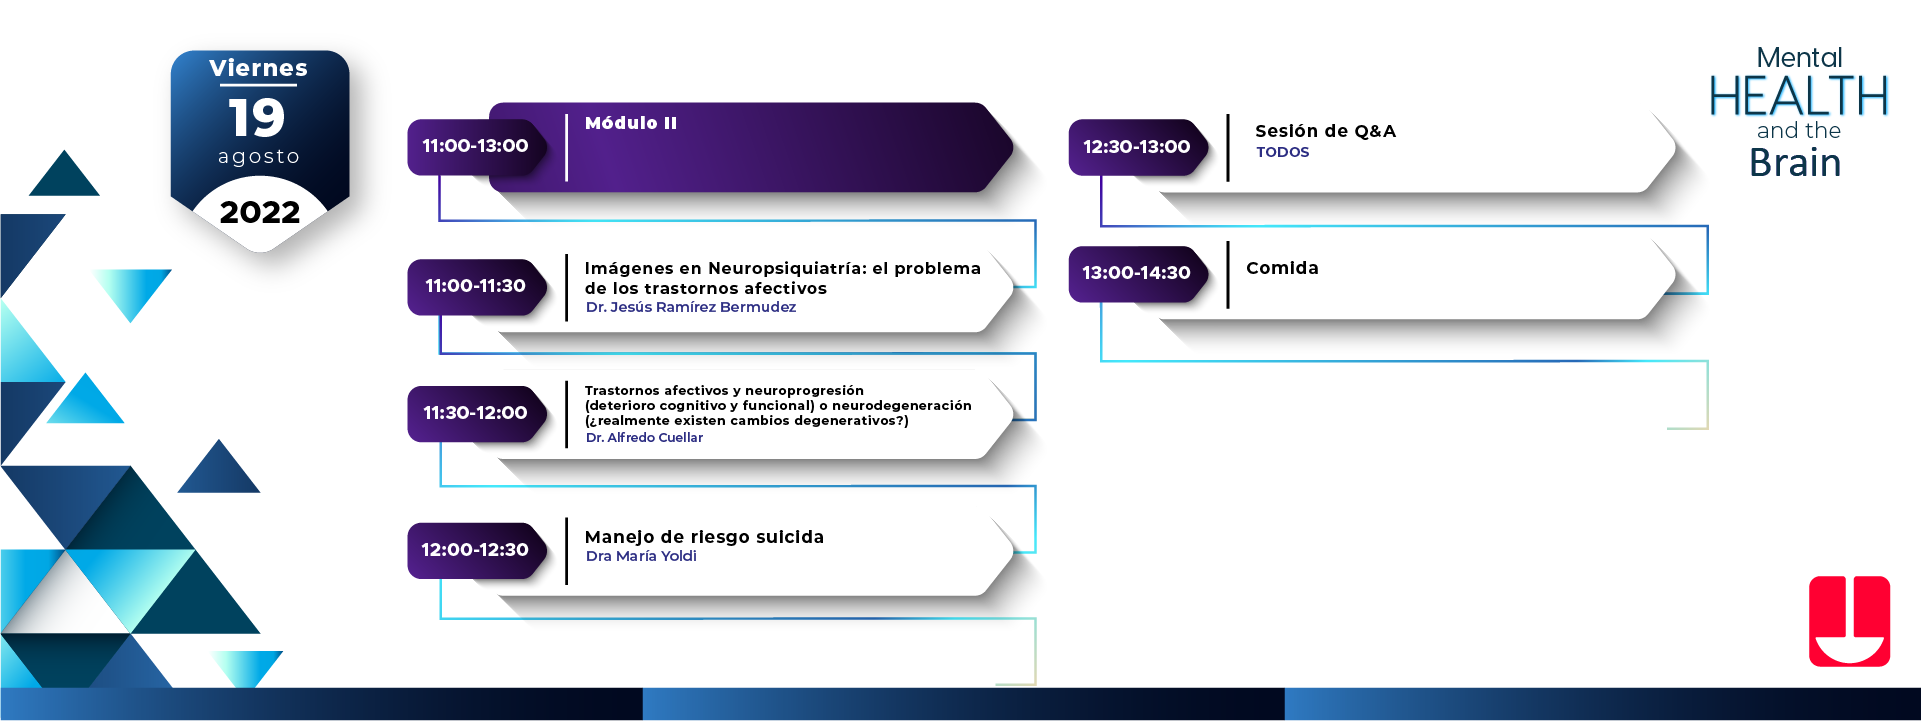 Viernes
19
agosto
2022
11:00-13:00
Módulo II
11:00-11:30
Imágenes en Neuropsiquiatría: el problema
de los trastornos afectivos
Dr. Jesús Ramírez Bermudez
11:30-12:00
Trastornos afectivos y neuroprogresión
(deterioro cognitivo y funcional) o neurodegeneración
(¿realmente existen cambios degenerativos?)
Dr. Alfredo Cuellar
12:00-12:30
Manejo de riesgo suicida
Dra María Yoldi
12:30-13:00
Sesión de Q&A
TODOS
13:00-14:30
Comida
Mental
HEALTH
and the
Brain